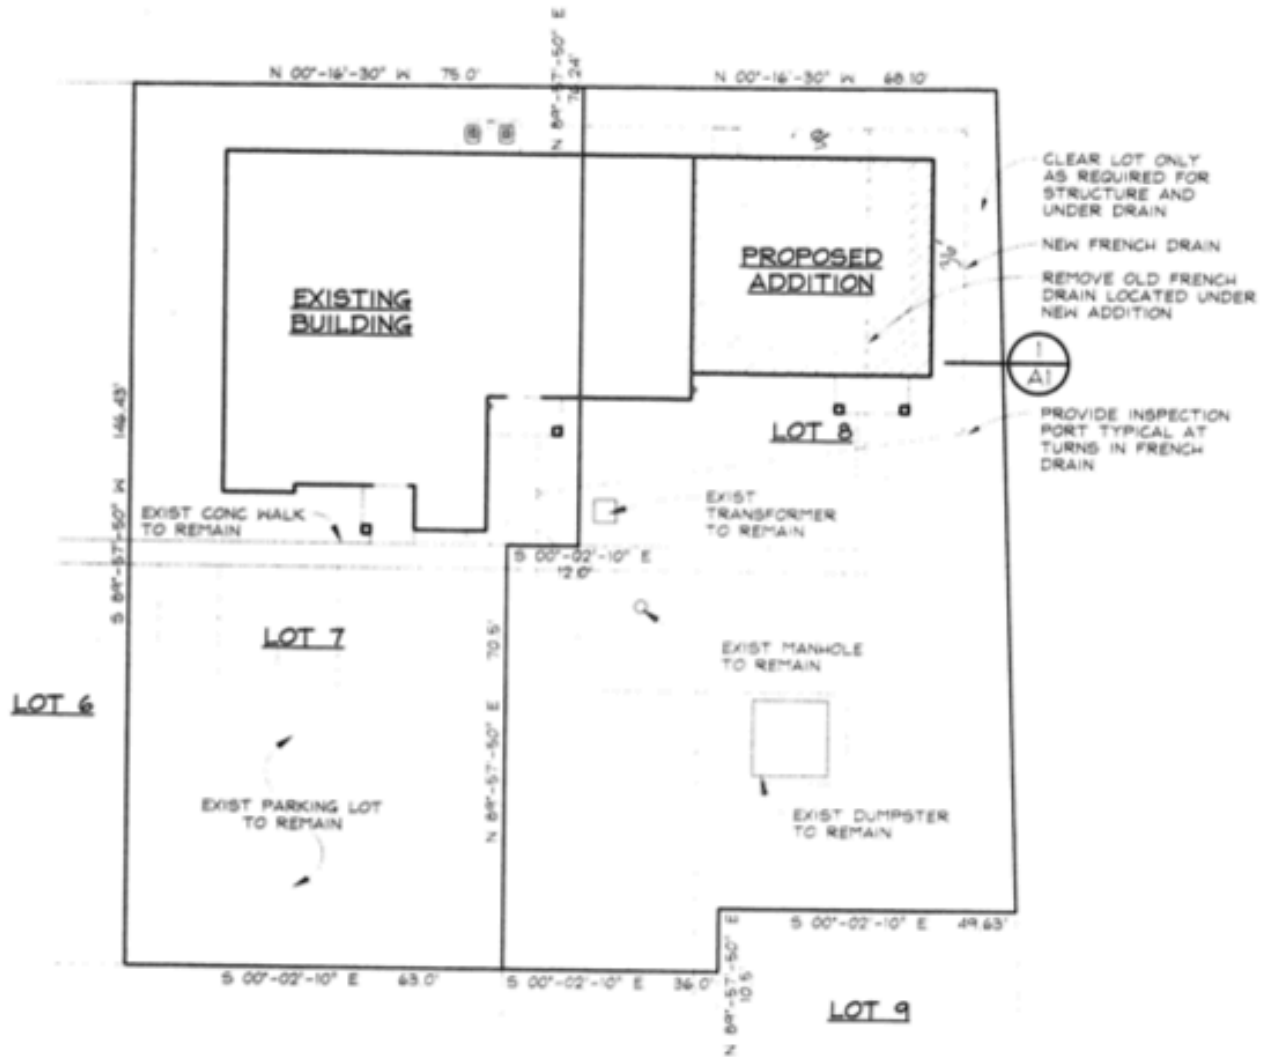 N 00°-16'-30" W 75.0'
N 89°-57'-50" E
76.24'
N 00°-16'-30" W 68.10'
CLEAR LOT ONLY
AS REQUIRED FOR
STRUCTURE AND
UNDER DRAIN
NEW FRENCH DRAIN
REMOVE OLD FRENCH
DRAIN LOCATED UNDER
NEW ADDITION
36'
PROPOSED
ADDITION
EXISTING
BUILDING
1
A1
PROVIDE INSPECTION
PORT TYPICAL AT
TURNS IN FRENCH
DRAIN
LOT 8
S 89°-57'-50" W 146.43'
EXIST CONC WALK
TO REMAIN
EXIST
TRANSFORMER
TO REMAIN
S 00°-02'-10" E
12.0'
LOT 7
N 89°-57'-50" E 70.5'
EXIST MANHOLE
TO REMAIN
LOT 6
EXIST PARKING LOT
TO REMAIN
EXIST DUMPSTER
TO REMAIN
S 00°-02'-10" E 49.63'
S 00°-02'-10" E 63.0'
S 00°-02'-10" E 36.0'
N 89°-57'-50" E
10.5
LOT 9